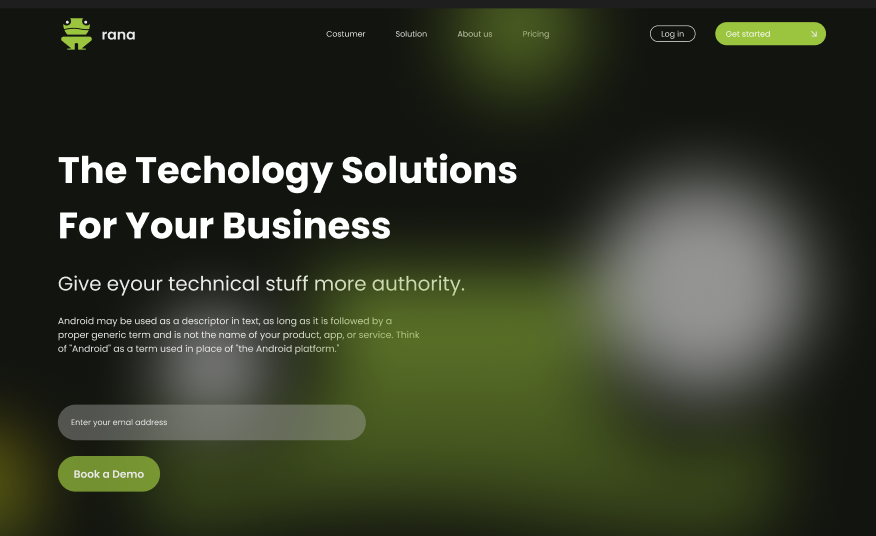 rana
Costumer
Solution
About us
Pricing
Log in
Get started
The Techology Solutions
For Your Business
Give eyour technical stuff more authority.
Android may be used as a descriptor in text, as long as it is followed by a
proper generic term and is not the name of your product, app, or service. Think
of "Android" as a term used in place of "the Android platform."
Enter your emal address
Book a Demo